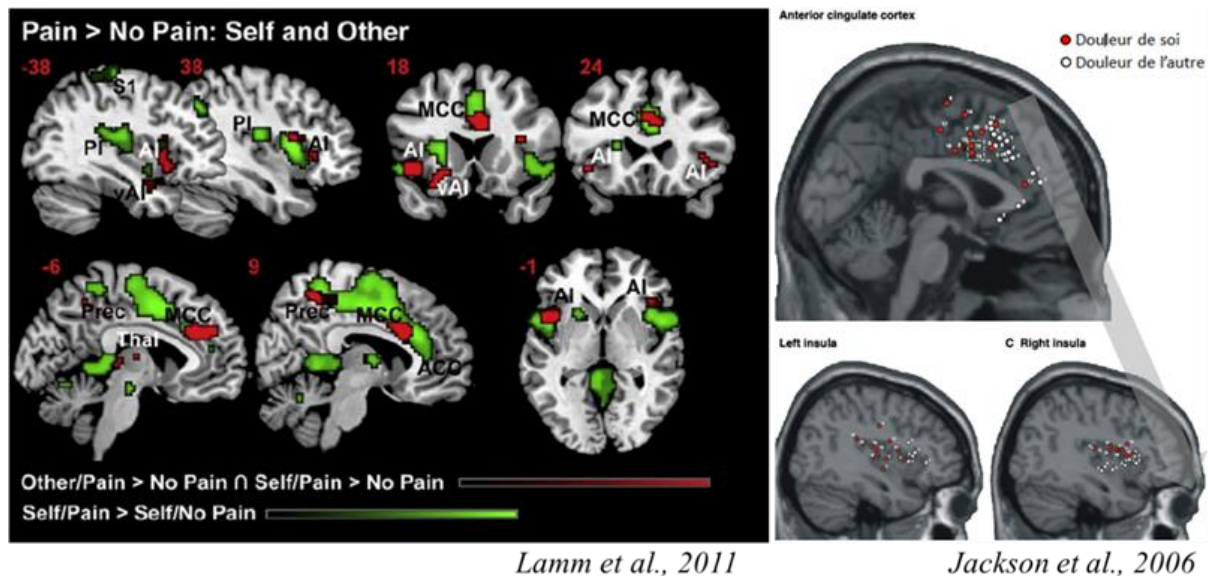 Pain > No Pain: Self and Other
-38
38
18
24
S1
PI
AI
vAI
PI
AI
MCC
AI
vAI
MCC
AI
AI
-6
9
-1
Prec
MCC
Thal
Prec
MCC
ACC
AI
AI
Other/Pain > No Pain ∩ Self/Pain > No Pain
Self/Pain > Self/No Pain
Lamm et al., 2011
Anterior cingulate cortex
Douleur de soi
Douleur de l'autre
Left insula
C Right insula
Jackson et al., 2006